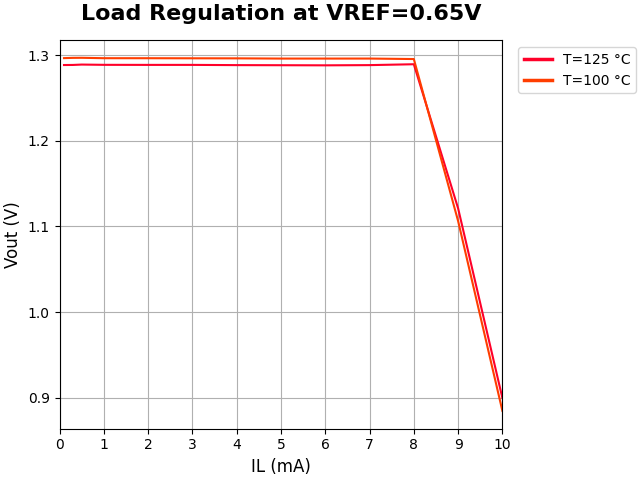 Load Regulation at VREF=0.65V
T=125 °C
T=100 °C
Vout (V)
1.3
1.2
1.1
1.0
0.9
0 1 2 3 4 5 6 7 8 9 10
IL (mA)